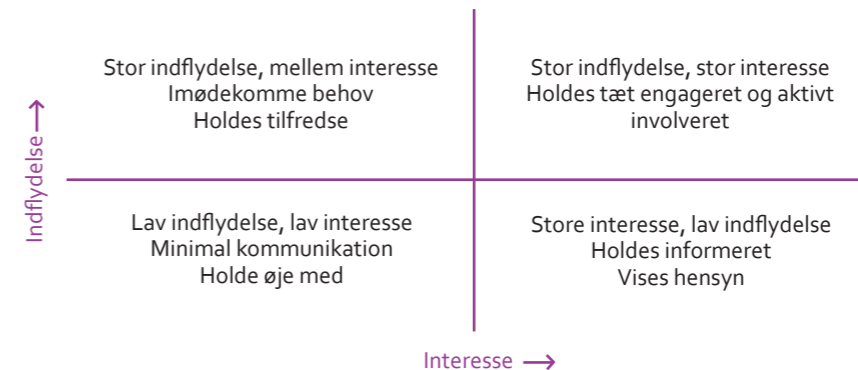 Stor indflydelse, mellem interesse
Imødekomme behov
Holdes tilfredse
Stor indflydelse, stor interesse
Holdes tæt engageret og aktivt
involveret
Indflydelse
Lav indflydelse, lav interesse
Minimal kommunikation
Holde øje med
Store interesse, lav indflydelse
Holdes informeret
Vises hensyn
Interesse